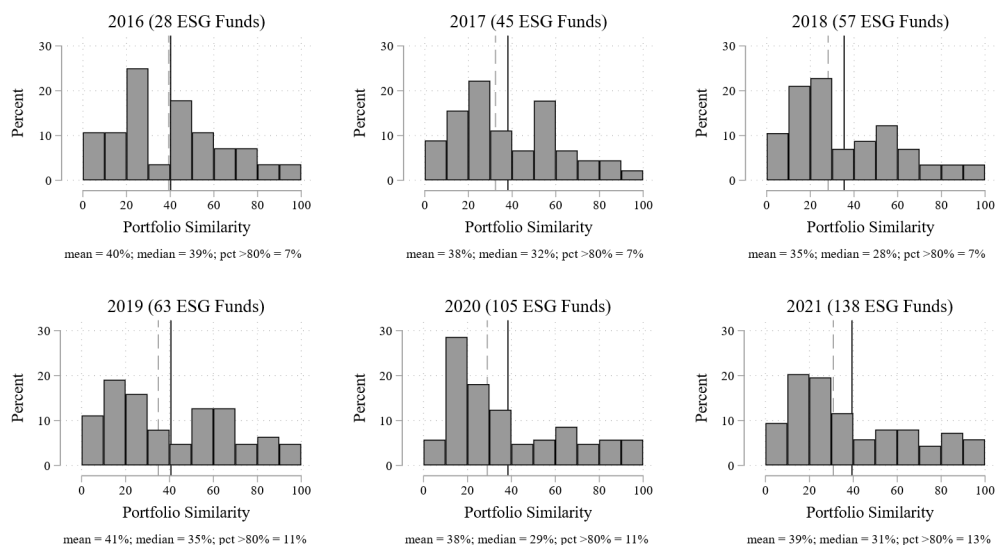 2016 (28 ESG Funds)
30
20
10
0
Percent
0 20 40 60 80 100
Portfolio Similarity
mean = 40%; median = 39%; pct >80% = 7%
2017 (45 ESG Funds)
30
20
10
0
Percent
0 20 40 60 80 100
Portfolio Similarity
mean = 38%; median = 32%; pct >80% = 7%
2018 (57 ESG Funds)
30
20
10
0
Percent
0 20 40 60 80 100
Portfolio Similarity
mean = 35%; median = 28%; pct >80% = 7%
2019 (63 ESG Funds)
30
20
10
0
Percent
0 20 40 60 80 100
Portfolio Similarity
mean = 41%; median = 35%; pct >80% = 11%
2020 (105 ESG Funds)
30
20
10
0
Percent
0 20 40 60 80 100
Portfolio Similarity
mean = 38%; median = 29%; pct >80% = 11%
2021 (138 ESG Funds)
30
20
10
0
Percent
0 20 40 60 80 100
Portfolio Similarity
mean = 39%; median = 31%; pct >80% = 13%